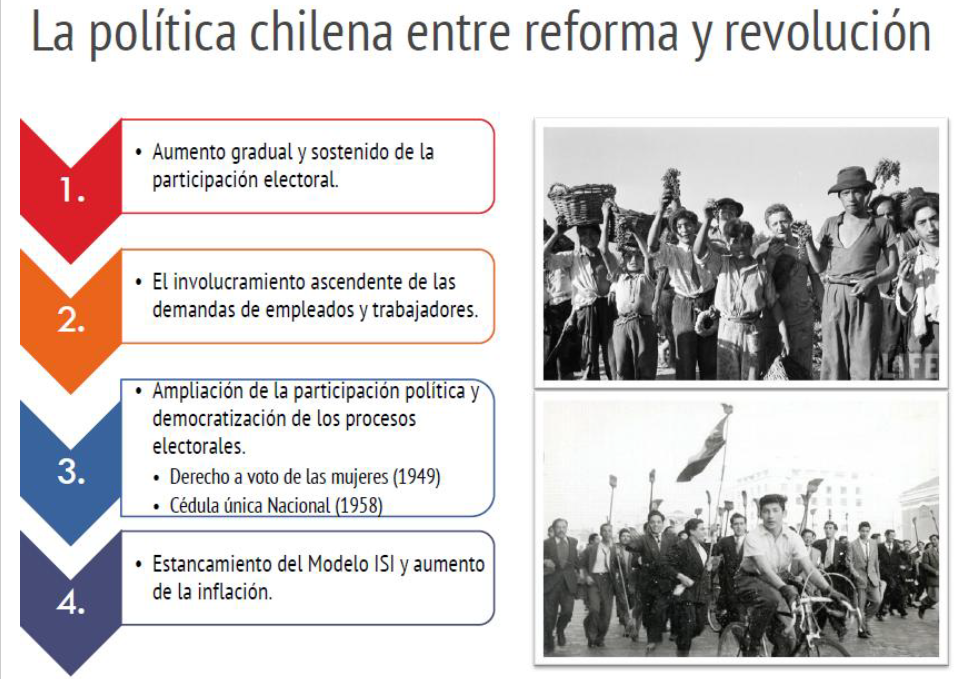 La política chilena entre reforma y revolución
1.
• Aumento gradual y sostenido de la
participación electoral.
2.
• El involucramiento ascendente de las
demandas de empleados y trabajadores.
3.
• Ampliación de la participación política y
democratización de los procesos
electorales.
• Derecho a voto de las mujeres (1949)
• Cédula única Nacional (1958)
4.
• Estancamiento del Modelo ISI y aumento
de la inflación.
LIFE